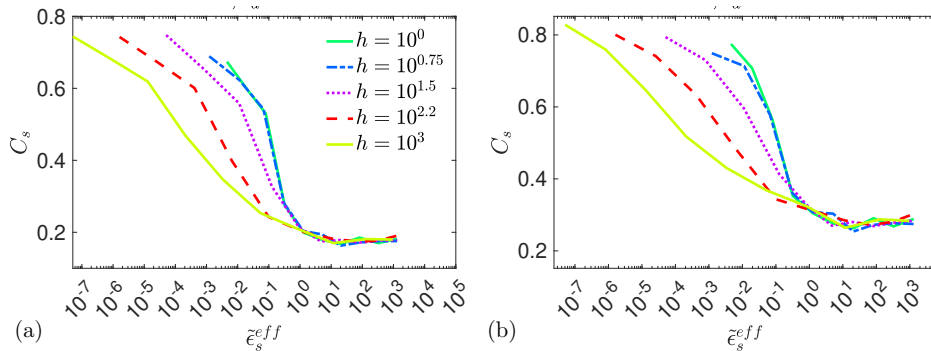 0.8
0.6
0.4
0.2
C_s
10^{-7}
10^{-6}
10^{-5}
10^{-4}
10^{-3}
10^{-2}
10^{-1}
10^0
10^1
10^2
10^3
10^4
10^5
h = 10^0
h = 10^{0.75}
h = 10^{1.5}
h = 10^{2.2}
h = 10^3
(a)
\tilde{ϵ}_s^{eff}
0.8
0.6
0.4
0.2
C_s
10^{-7}
10^{-6}
10^{-5}
10^{-4}
10^{-3}
10^{-2}
10^{-1}
10^0
10^1
10^2
10^3
(b)
\tilde{ϵ}_s^{eff}